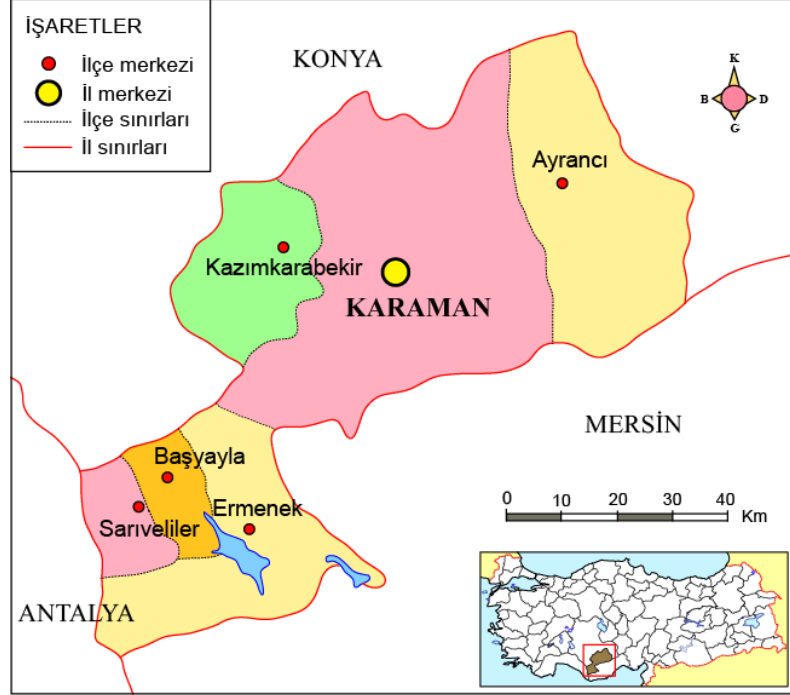 İŞARETLER
İlçe merkezi
İl merkezi
İlçe sınırları
İl sınırları
KONYA
K
B
D
G
Ayrancı
Kazımkarabekir
KARAMAN
MERSİN
Başyayla
Ermenek
Sarıveliler
ANTALYA
0 10 20 30 40
Km